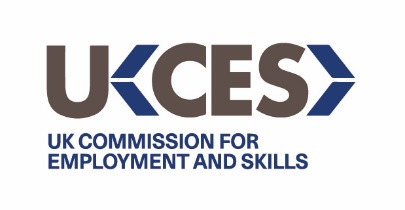 UKCES
UK COMMISSION FOR
EMPLOYMENT AND SKILLS